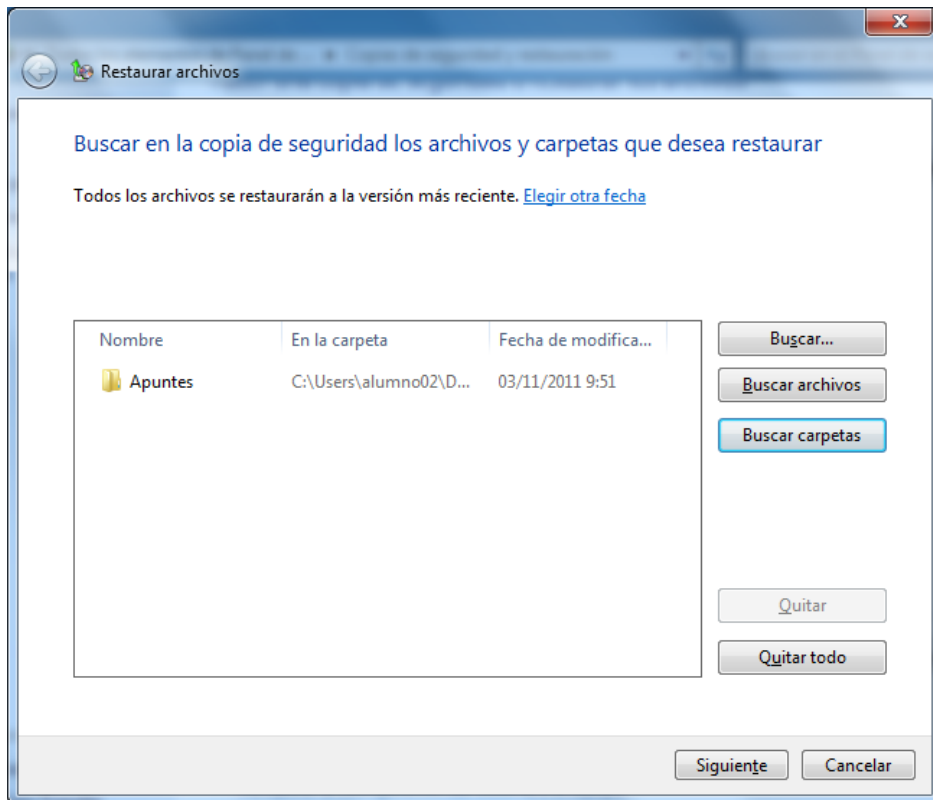 Restaurar archivos
Buscar en la copia de seguridad los archivos y carpetas que desea restaurar
Todos los archivos se restaurarán a la versión más reciente. Elegir otra fecha
Nombre En la carpeta Fecha de modifica...
Apuntes C:\Users\alumno02\D... 03/11/2011 9:51
Buscar...
Buscar archivos
Buscar carpetas
Quitar
Quitar todo
Siguiente Cancelar